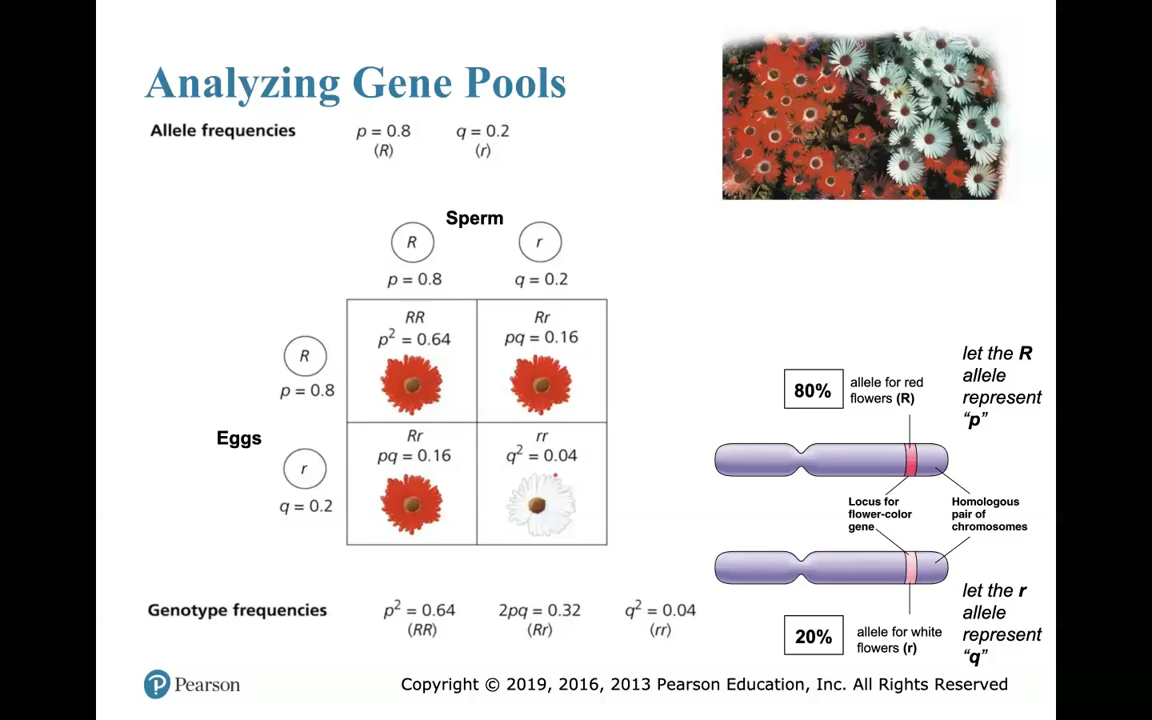 Analyzing Gene Pools
Allele frequencies
p = 0.8
q = 0.2
(R)
(r)
Sperm
R
r
p = 0.8
q = 0.2
RR
p² = 0.64
Rr
pq = 0.16
R
p = 0.8
Eggs
Rr
pq = 0.16
rr
q² = 0.04
r
q = 0.2
Genotype frequencies
p² = 0.64
2pq = 0.32
q² = 0.04
(RR)
(Rr)
(rr)
80%
allele for red
flowers (R)
let the R
allele
represent
“p”
Locus for
flower-color
gene
Homologous
pair of
chromosomes
20%
allele for white
flowers (r)
let the r
allele
represent
“q”
P Pearson
Copyright © 2019, 2016, 2013 Pearson Education, Inc. All Rights Reserved